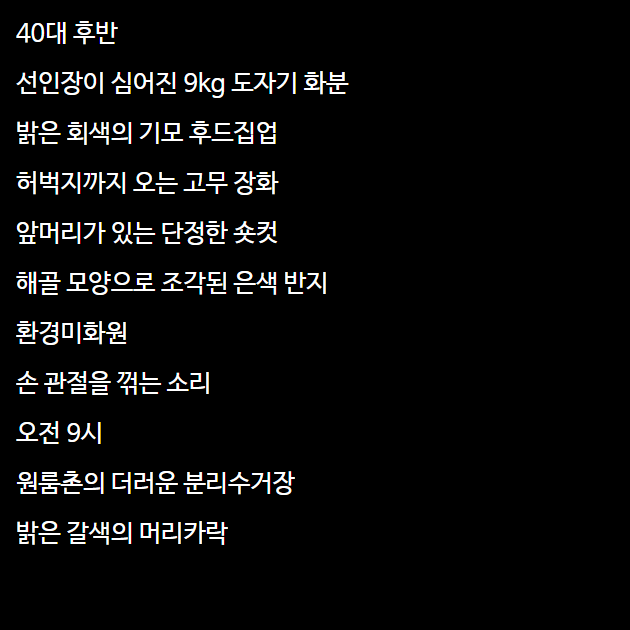 40대 후반
선인장이 심어진 9kg 도자기 화분
밝은 회색의 기모 후드집업
허벅지까지 오는 고무 장화
앞머리가 있는 단정한 숏컷
해골 모양으로 조각된 은색 반지
환경미화원
손 관절을 꺾는 소리
오전 9시
원룸촌의 더러운 분리수거장
밝은 갈색의 머리카락